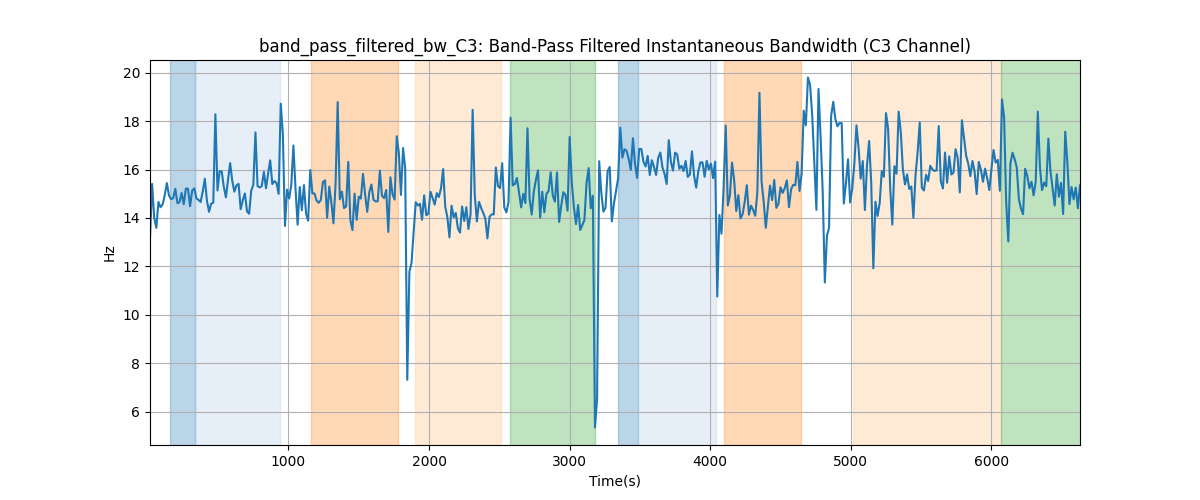 band_pass_filtered_bw_C3: Band-Pass Filtered Instantaneous Bandwidth (C3 Channel)
20
18
16
14
12
10
8
6
Hz
1000 2000 3000 4000 5000 6000
Time(s)